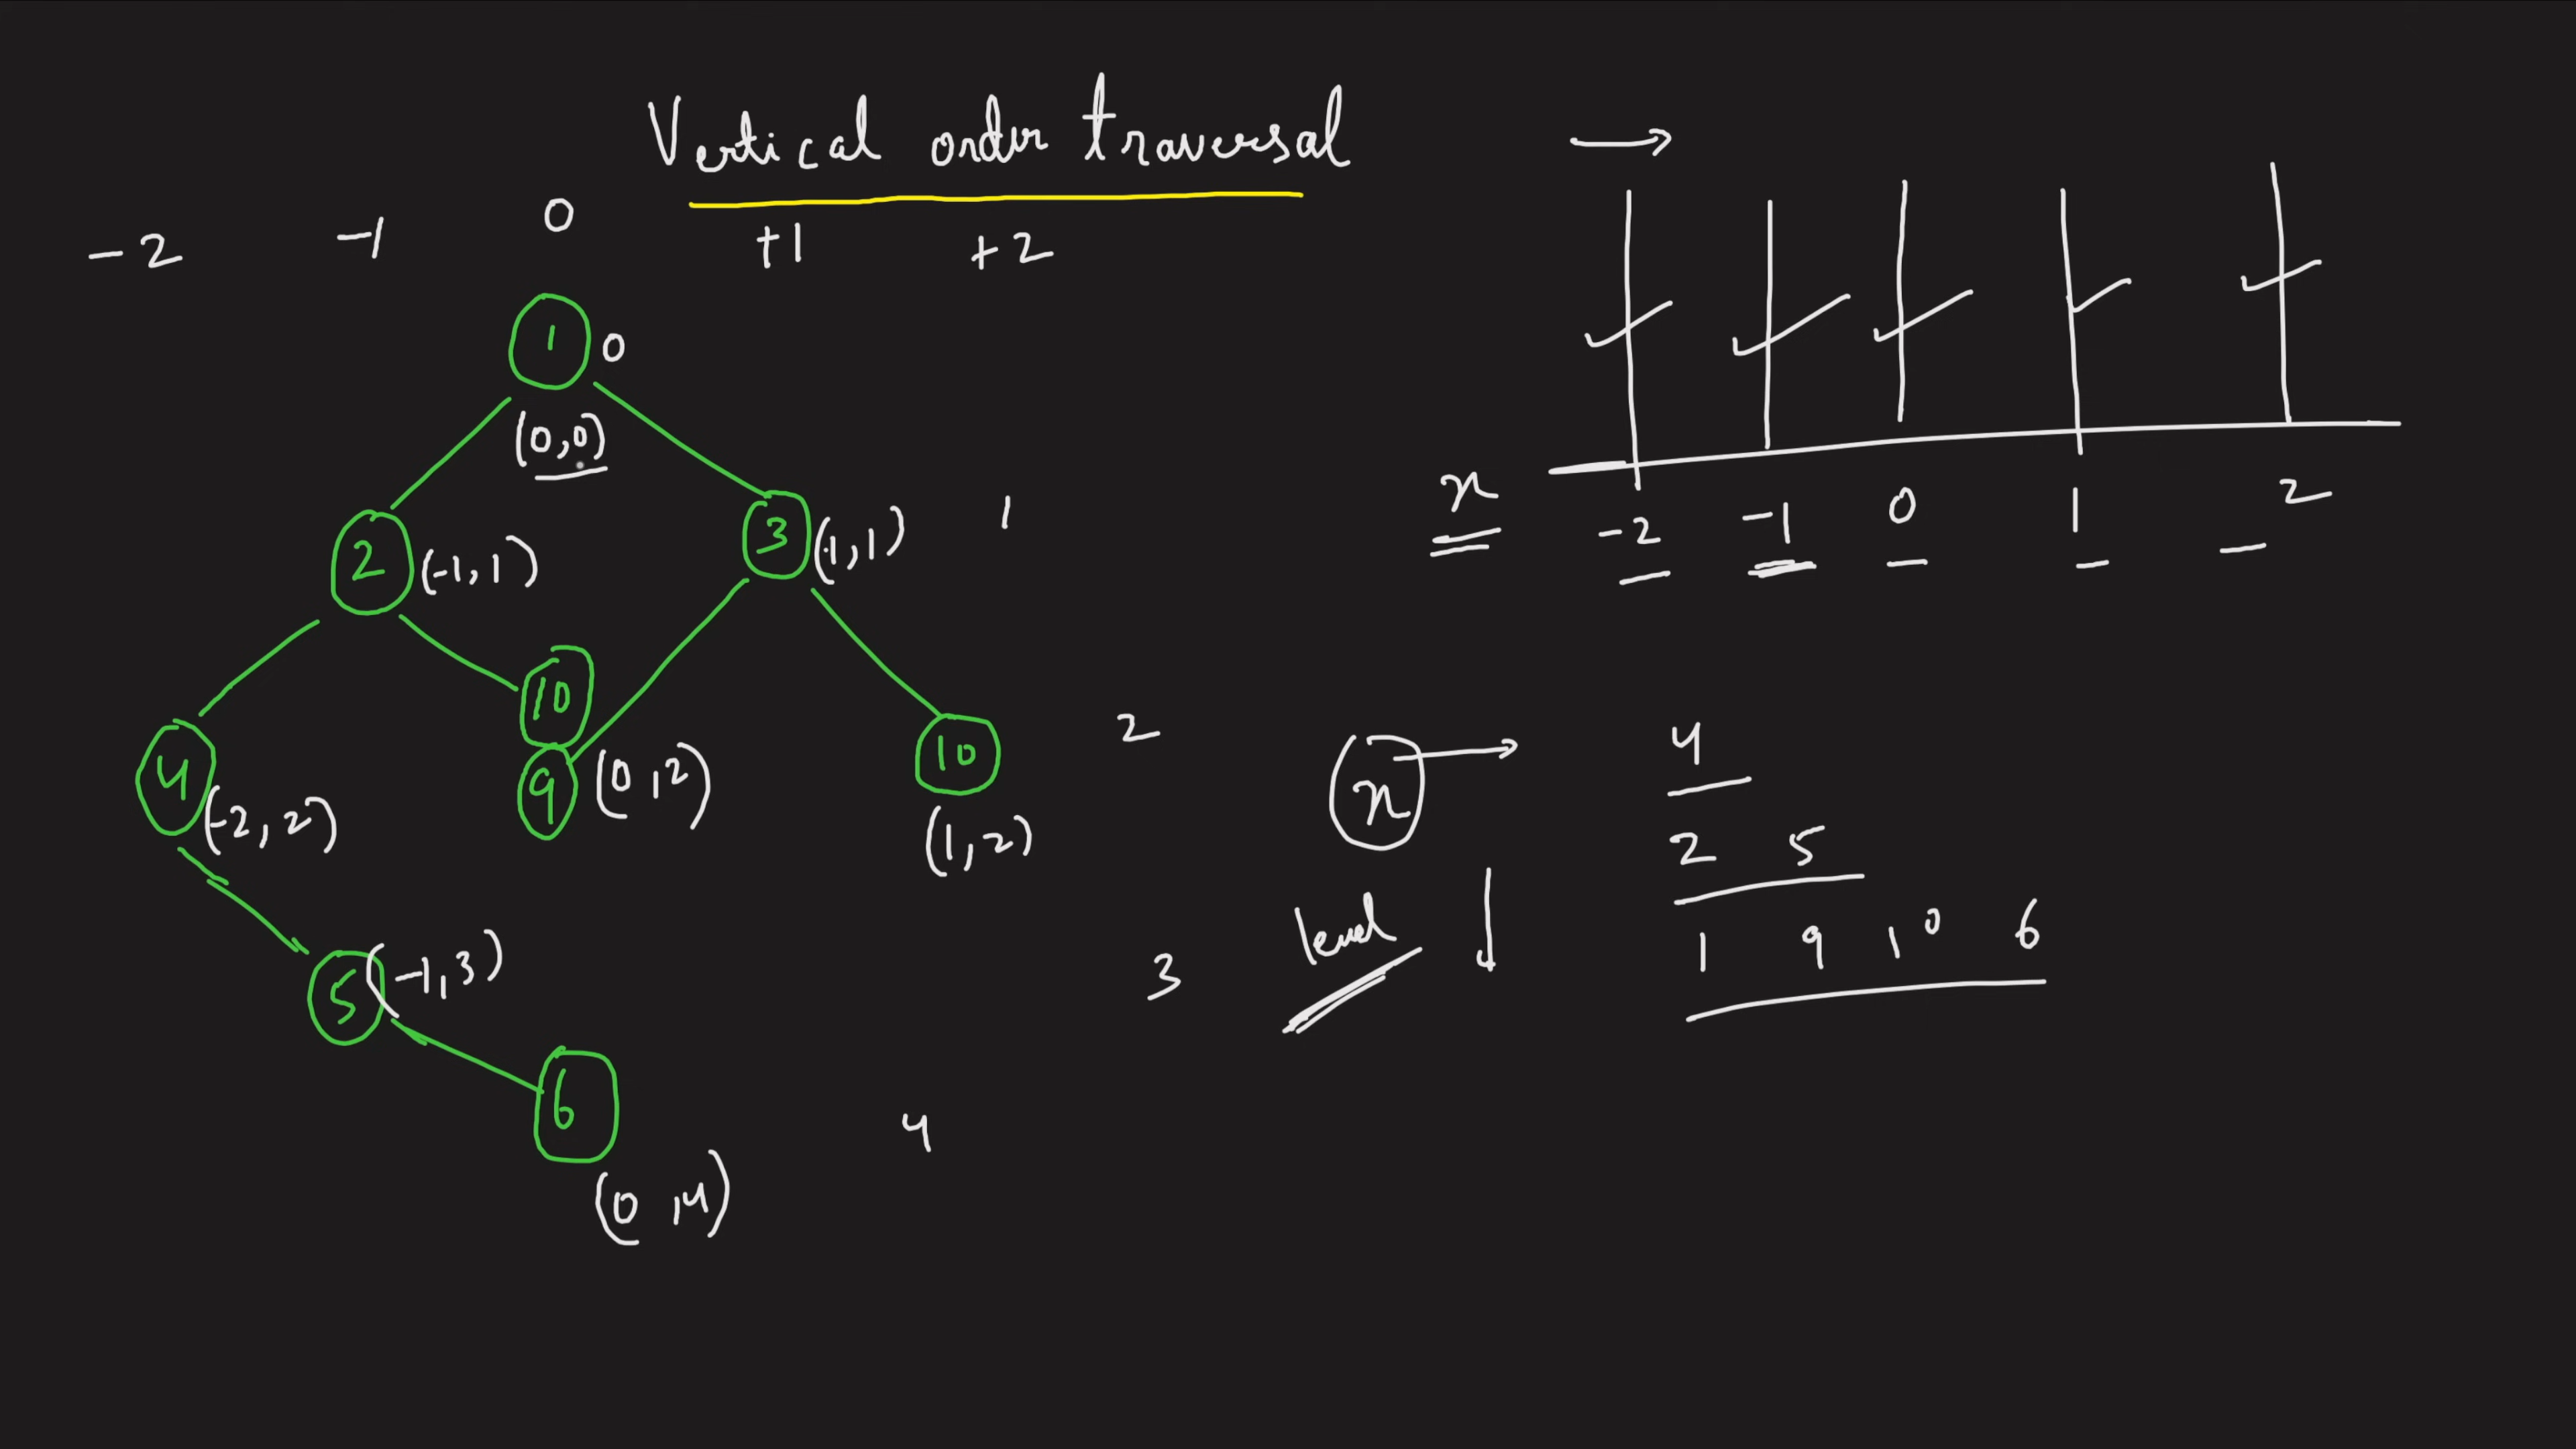 Vertical order traversal
-2 -1 0 +1 +2
1 0
(0,0)
2 (-1,1)
3 (1,1) 1
10
4 (-2,2)
9 (0,2)
10 (1,2)
2
5 (-1,3)
3
6 (0,4)
4
x -2 -1 0 1 2
x
level
4
2 5
1 9 10 6